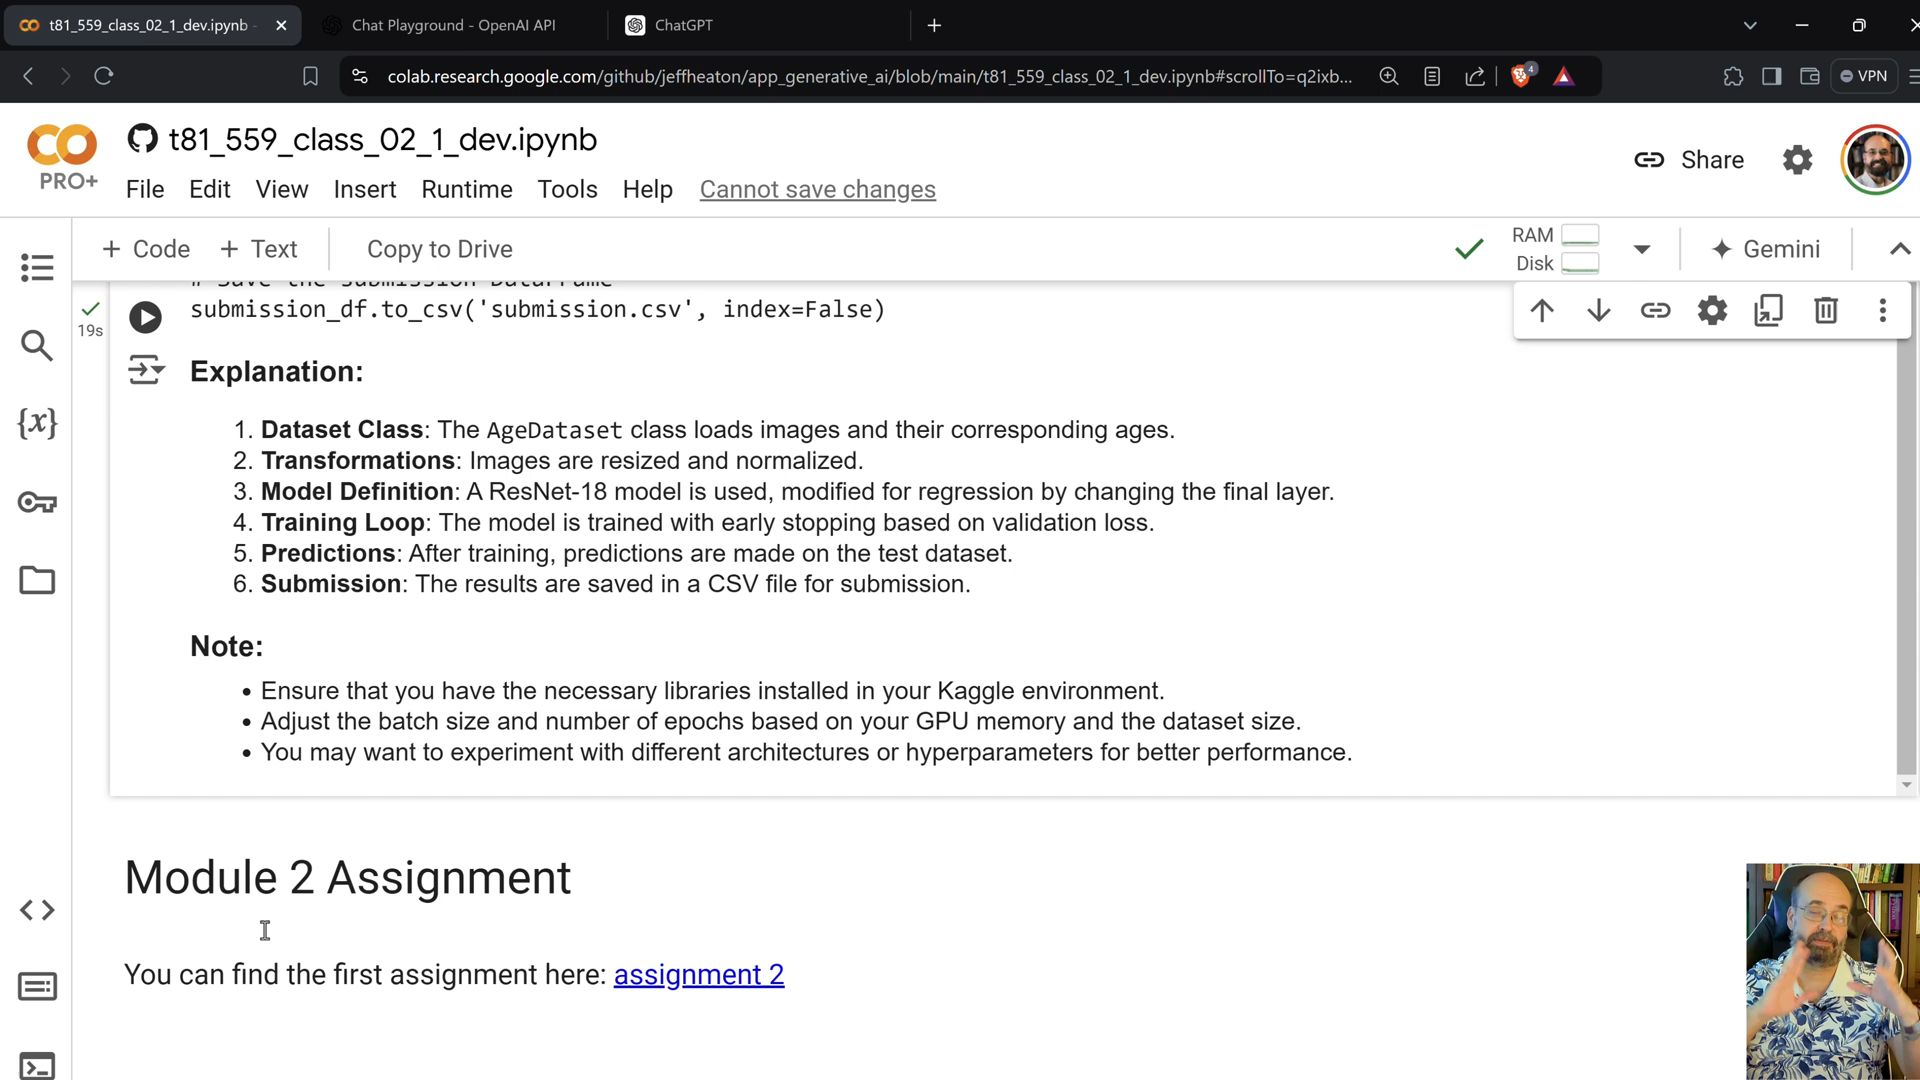 t81_559_class_02_1_dev.ipynb -
Chat Playground - OpenAI API
ChatGPT
colab.research.google.com/github/jeffheaton/app_generative_ai/blob/main/t81_559_class_02_1_dev.ipynb#scrollTo=q2ixb...
4
VPN
PRO+
t81_559_class_02_1_dev.ipynb
Share
File Edit View Insert Runtime Tools Help Cannot save changes
+ Code + Text Copy to Drive
RAM
Disk
Gemini
# Save the submission DataFrame
19s
submission_df.to_csv('submission.csv', index=False)
Explanation:
1. Dataset Class: The AgeDataset class loads images and their corresponding ages.
2. Transformations: Images are resized and normalized.
3. Model Definition: A ResNet-18 model is used, modified for regression by changing the final layer.
4. Training Loop: The model is trained with early stopping based on validation loss.
5. Predictions: After training, predictions are made on the test dataset.
6. Submission: The results are saved in a CSV file for submission.
Note:
• Ensure that you have the necessary libraries installed in your Kaggle environment.
• Adjust the batch size and number of epochs based on your GPU memory and the dataset size.
• You may want to experiment with different architectures or hyperparameters for better performance.
Module 2 Assignment
You can find the first assignment here: assignment 2